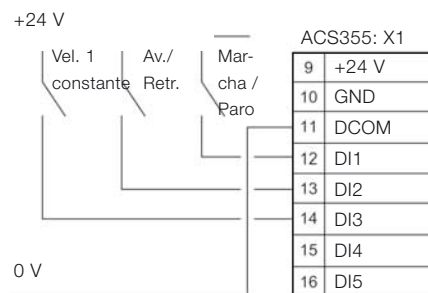 +24 V
Vel. 1
constante
Av./
Retr.
Mar-
cha /
Paro
0 V
ACS355: X1
9 +24 V
10 GND
11 DCOM
12 DI1
13 DI2
14 DI3
15 DI4
16 DI5